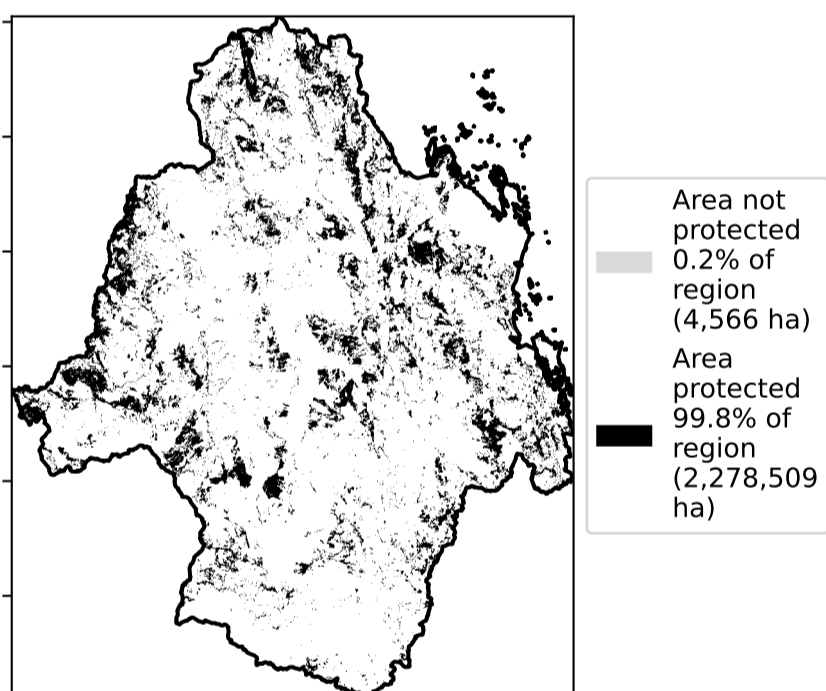 Area not
protected
0.2% of
region
(4,566 ha)
Area
protected
99.8% of
region
(2,278,509
ha)